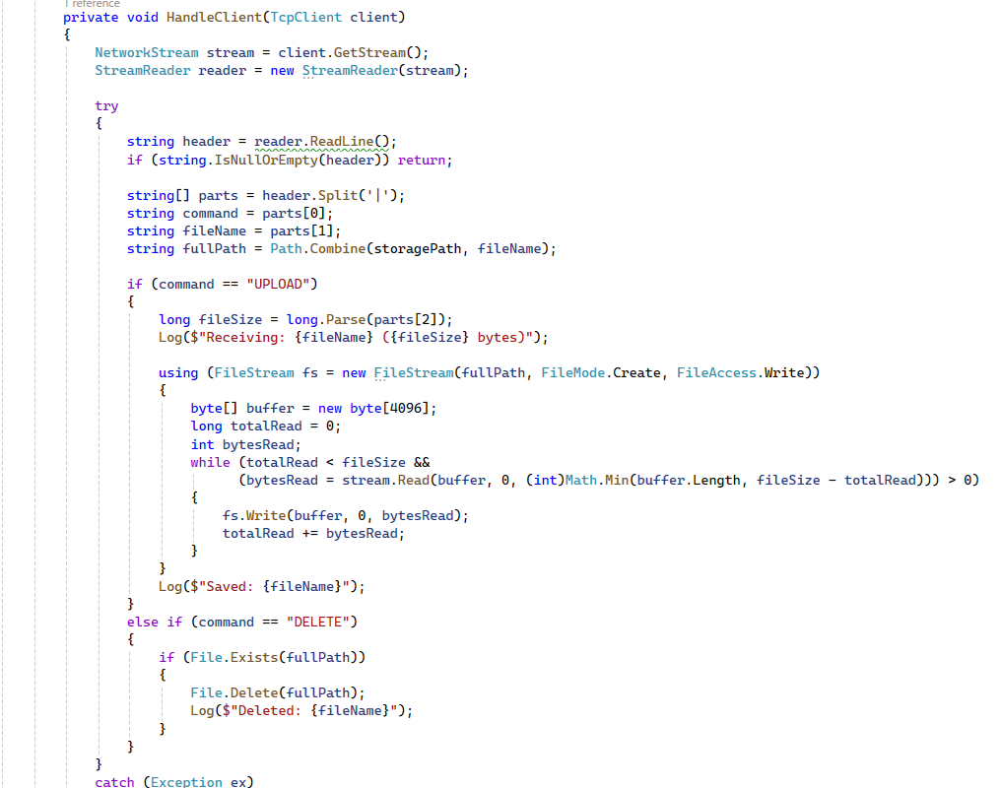 1 reference
private void HandleClient(TcpClient client)
{
NetworkStream stream = client.GetStream();
StreamReader reader = new StreamReader(stream);
try
{
string header = reader.ReadLine();
if (string.IsNullOrEmpty(header)) return;
string[] parts = header.Split('|');
string command = parts[0];
string fileName = parts[1];
string fullPath = Path.Combine(storagePath, fileName);
if (command == "UPLOAD")
{
long fileSize = long.Parse(parts[2]);
Log($"Receiving: {fileName} ({fileSize} bytes)");
using (FileStream fs = new FileStream(fullPath, FileMode.Create, FileAccess.Write))
{
byte[] buffer = new byte[4096];
long totalRead = 0;
int bytesRead;
while (totalRead < fileSize &&
(bytesRead = stream.Read(buffer, 0, (int)Math.Min(buffer.Length, fileSize - totalRead))) > 0)
{
fs.Write(buffer, 0, bytesRead);
totalRead += bytesRead;
}
}
Log($"Saved: {fileName}");
}
else if (command == "DELETE")
{
if (File.Exists(fullPath))
{
File.Delete(fullPath);
Log($"Deleted: {fileName}");
}
}
}
catch (Exception ex)